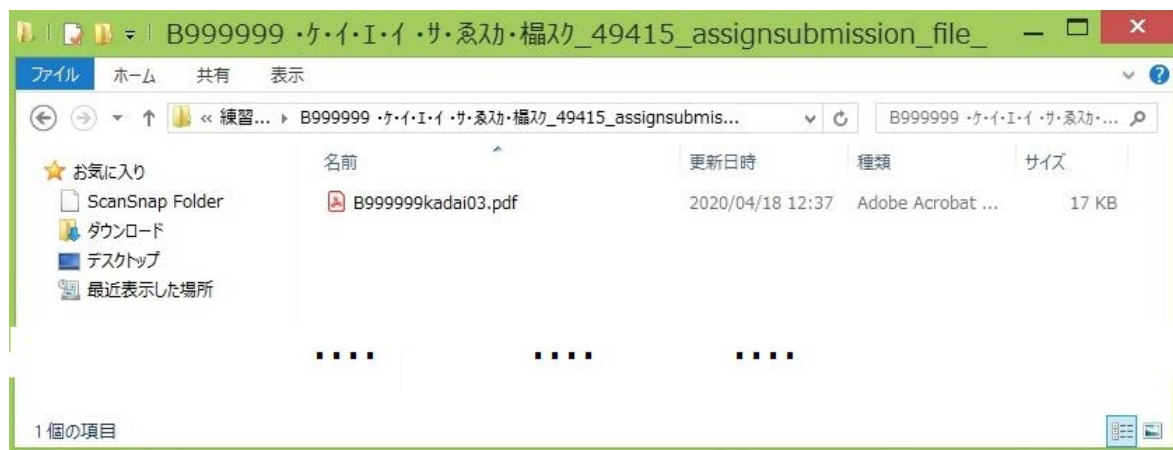 B999999 ・ケ・イ・エ・イ ・サ・ゑスカ・橸スク_49415_assignsubmission_file_
ファイル ホーム 共有 表示
« 練習... B999999 ・ケ・イ・エ・イ ・サ・ゑスカ・橸スク_49415_assignsubmis... B999999 ・ケ・イ・エ・イ ・サ・ゑスカ・...
お気に入り
ScanSnap Folder
ダウンロード
デスクトップ
最近表示した場所
名前 更新日時 種類 サイズ
B999999kadai03.pdf 2020/04/18 12:37 Adobe Acrobat ... 17 KB
.... .... ....
1 個の項目